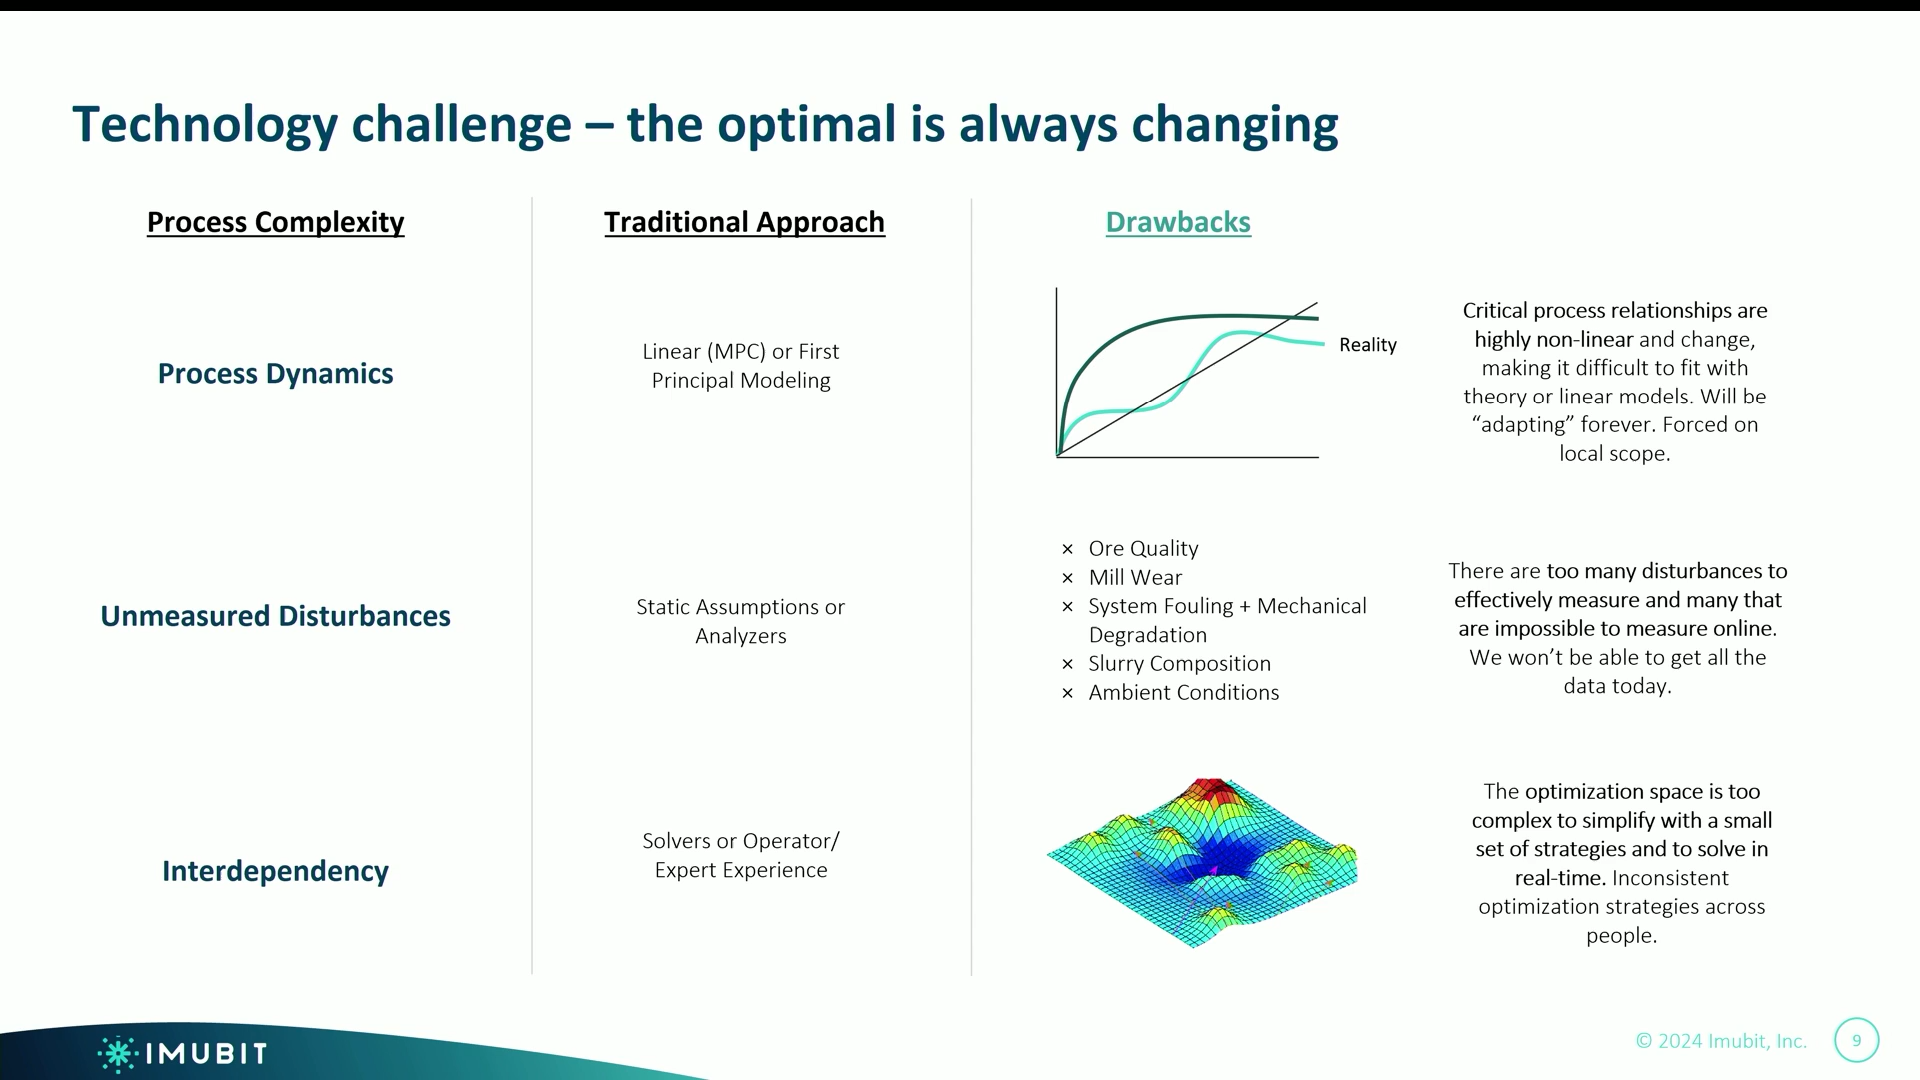 Technology challenge – the optimal is always changing
Process Complexity
Traditional Approach
Drawbacks
Process Dynamics
Linear (MPC) or First
Principal Modeling
Reality
Critical process relationships are
highly non-linear and change,
making it difficult to fit with
theory or linear models. Will be
“adapting” forever. Forced on
local scope.
Unmeasured Disturbances
Static Assumptions or
Analyzers
× Ore Quality
× Mill Wear
× System Fouling + Mechanical
Degradation
× Slurry Composition
× Ambient Conditions
There are too many disturbances to
effectively measure and many that
are impossible to measure online.
We won’t be able to get all the
data today.
Interdependency
Solvers or Operator/
Expert Experience
The optimization space is too
complex to simplify with a small
set of strategies and to solve in
real-time. Inconsistent
optimization strategies across
people.
IMUBIT
© 2024 Imubit, Inc.
9